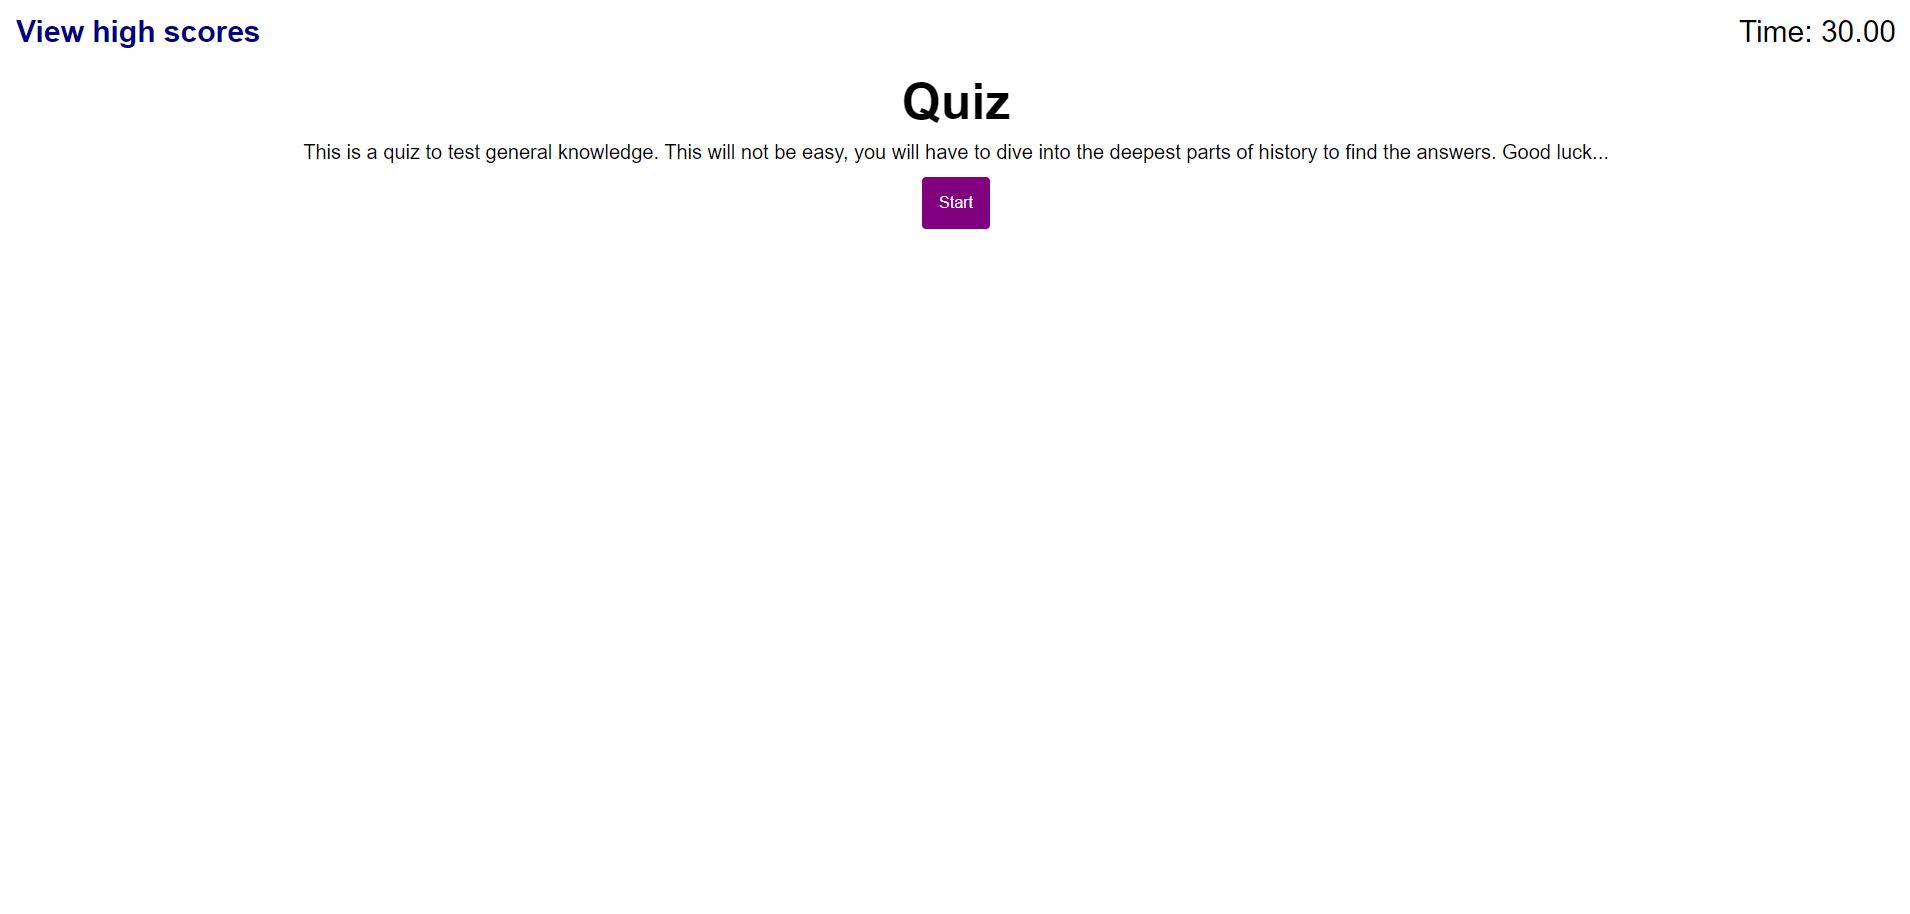 View high scores
Time: 30.00
Quiz
This is a quiz to test general knowledge. This will not be easy, you will have to dive into the deepest parts of history to find the answers. Good luck...
Start